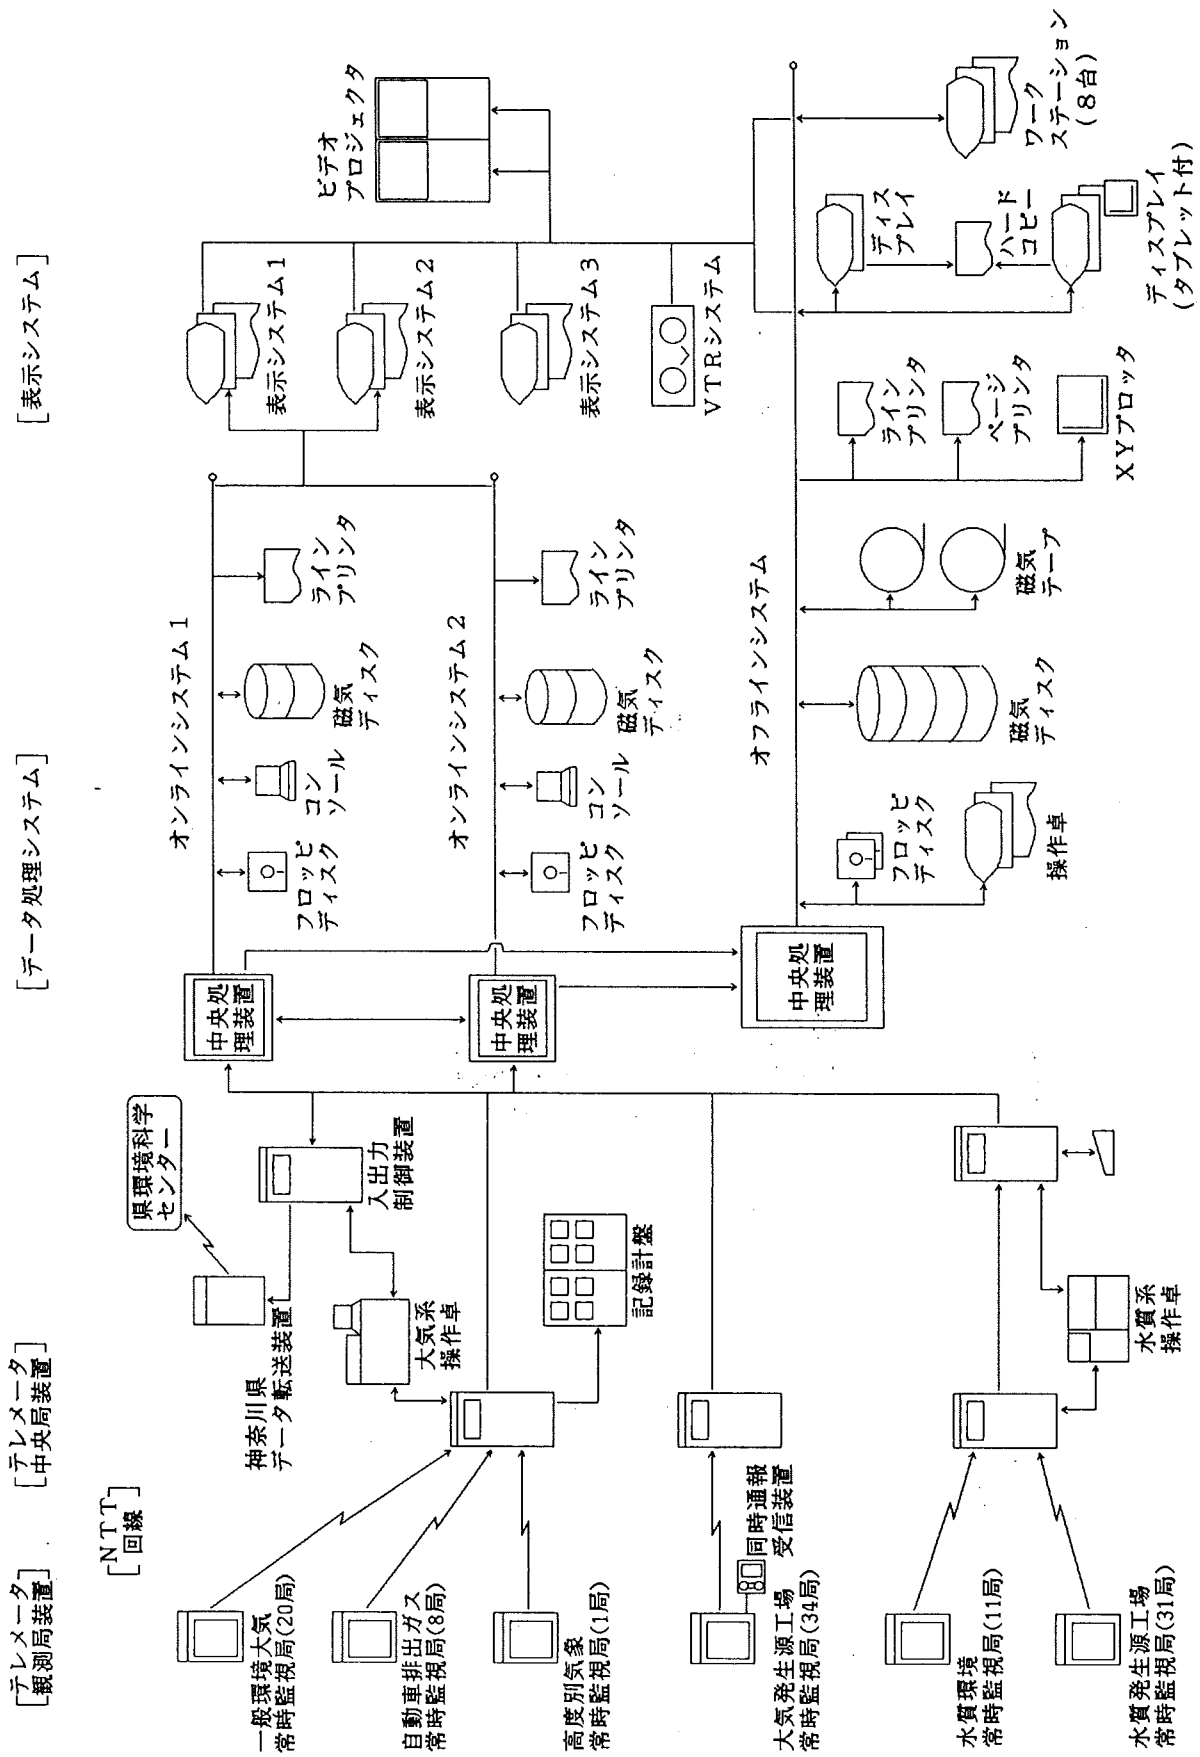 [テレメータ
観測局装置]
[NTT
回線]
[テレメータ
中央局装置]
[データ処理システム]
[表示システム]
一般環境大気
常時監視局(20局)
自動車排出ガス
常時監視局(8局)
高度別気象
常時監視局(1局)
大気発生源工場
常時監視局(34局)
同時通報
受信装置
水質環境
常時監視局(11局)
水質発生源工場
常時監視局(31局)
県環境科学
センター
神奈川県
データ転送装置
入出力
制御装置
大気系
操作卓
記録計盤
水質系
操作卓
中央処
理装置
中央処
理装置
中央処
理装置
オンラインシステム1
フロッピ
ディスク
コン
ソール
磁気
ディスク
ライン
プリンタ
オンラインシステム2
フロッピ
ディスク
コン
ソール
磁気
ディスク
ライン
プリンタ
オフラインシステム
フロッピ
ディスク
操作卓
磁気
ディスク
磁気
テープ
ライン
プリンタ
ページ
プリンタ
XYプロッタ
表示システム1
表示システム2
表示システム3
VTRシステム
ビデオ
プロジェクタ
ディス
プレイ
ハード
コピー
ディスプレイ
(タブレット付)
ワーク
ステーション
(8台)